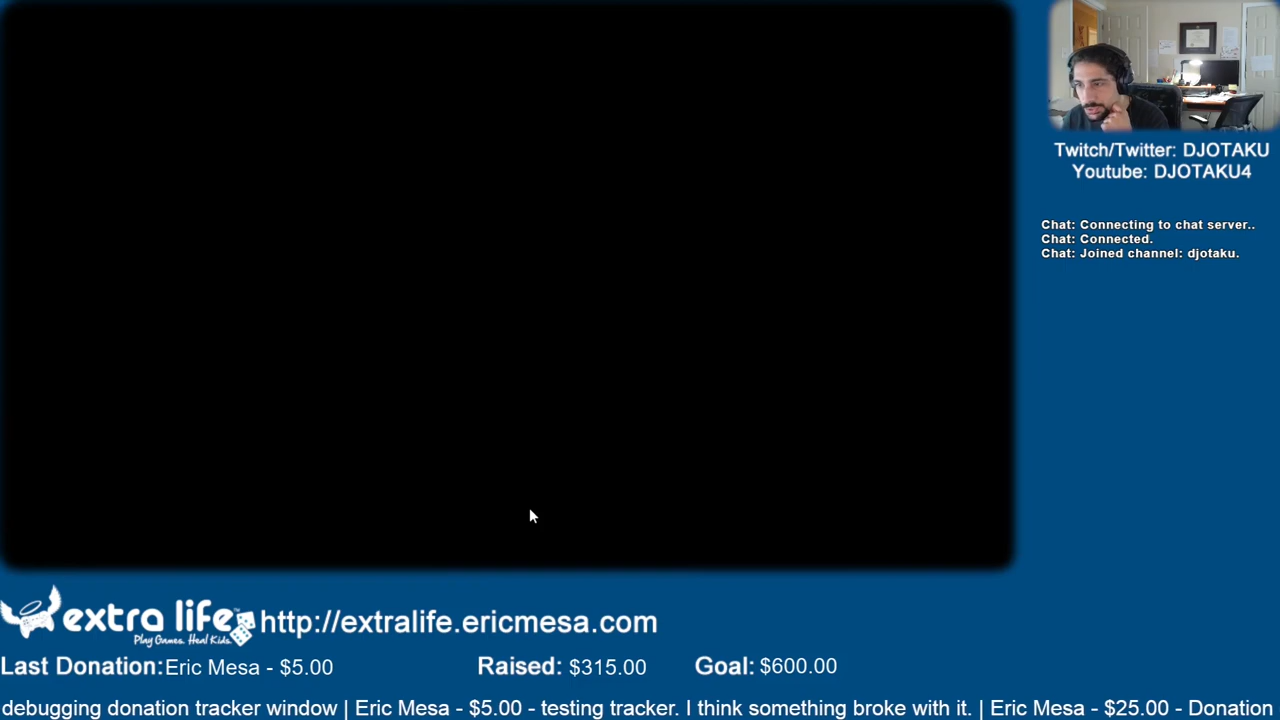 Twitch/Twitter: DJOTAKU
Youtube: DJOTAKU4
Chat: Connecting to chat server..
Chat: Connected.
Chat: Joined channel: djotaku.
extra life
Play Games. Heal Kids.
http://extralife.ericmesa.com
Last Donation: Eric Mesa - $5.00
Raised: $315.00
Goal: $600.00
debugging donation tracker window | Eric Mesa - $5.00 - testing tracker. I think something broke with it. | Eric Mesa - $25.00 - Donation